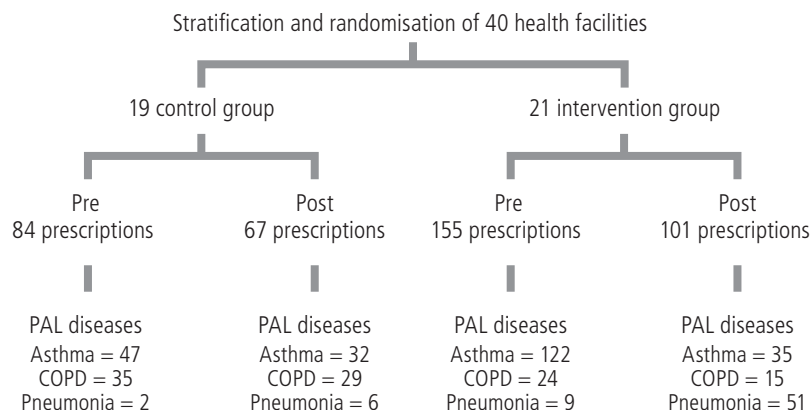 Stratification and randomisation of 40 health facilities
19 control group
21 intervention group
Pre
84 prescriptions
Post
67 prescriptions
Pre
155 prescriptions
Post
101 prescriptions
PAL diseases
Asthma = 47
COPD = 35
Pneumonia = 2
PAL diseases
Asthma = 32
COPD = 29
Pneumonia = 6
PAL diseases
Asthma = 122
COPD = 24
Pneumonia = 9
PAL diseases
Asthma = 35
COPD = 15
Pneumonia = 51